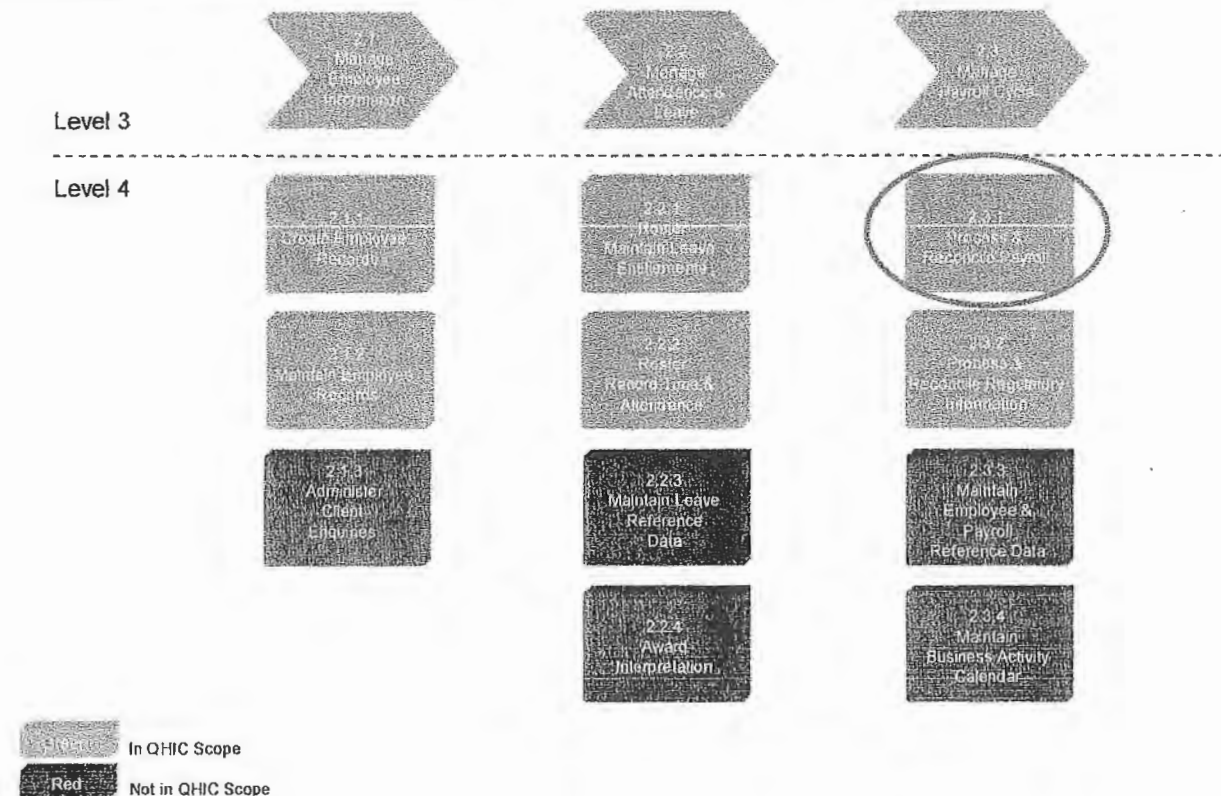 2.1
Manage
Employee
Information
2.2
Manage
Attendance &
Leave
2.3
Manage
Payroll Cycle
Level 3
Level 4
2.1.1
Create Employee
Records
2.2.1
Roster
Maintain Leave
Entitlements
2.3.1
Process &
Reconcile Payroll
2.1.2
Maintain Employee
Records
2.2.2
Roster
Record Time &
Attendance
2.3.2
Process &
Reconcile Regulatory
Information
2.1.3
Administer
Client
Enquiries
2.2.3
Maintain Leave
Reference
Data
2.3.3
Maintain
Employee &
Payroll
Reference Data
2.2.4
Award
Interpretation
2.3.4
Maintain
Business Activity
Calendar
In QHIC Scope
Red
Not in QHIC Scope